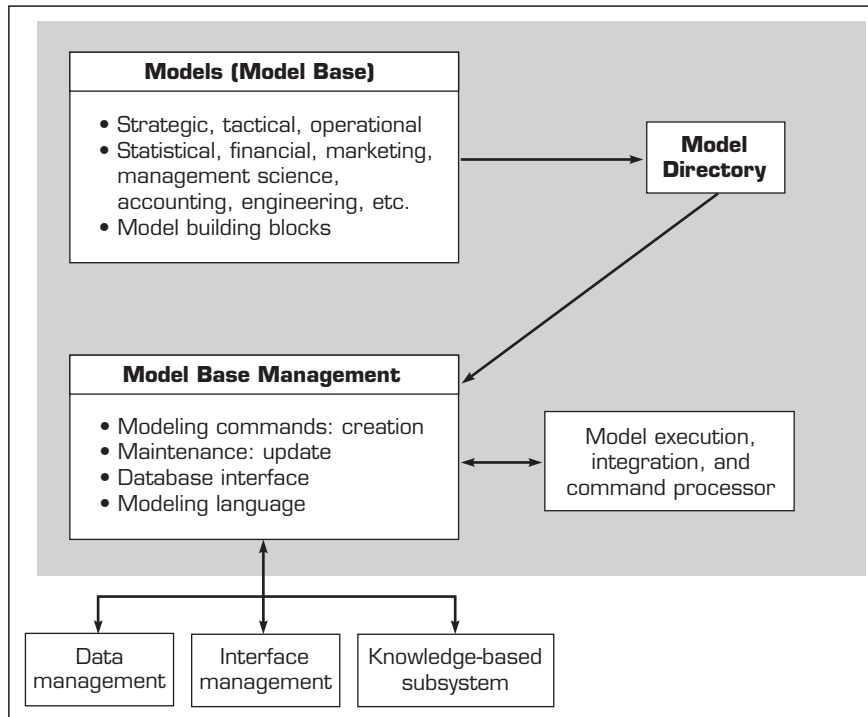 Models (Model Base)
• Strategic, tactical, operational
• Statistical, financial, marketing,
management science,
accounting, engineering, etc.
• Model building blocks
Model
Directory
Model Base Management
• Modeling commands: creation
• Maintenance: update
• Database interface
• Modeling language
Model execution,
integration, and
command processor
Data
management
Interface
management
Knowledge-based
subsystem